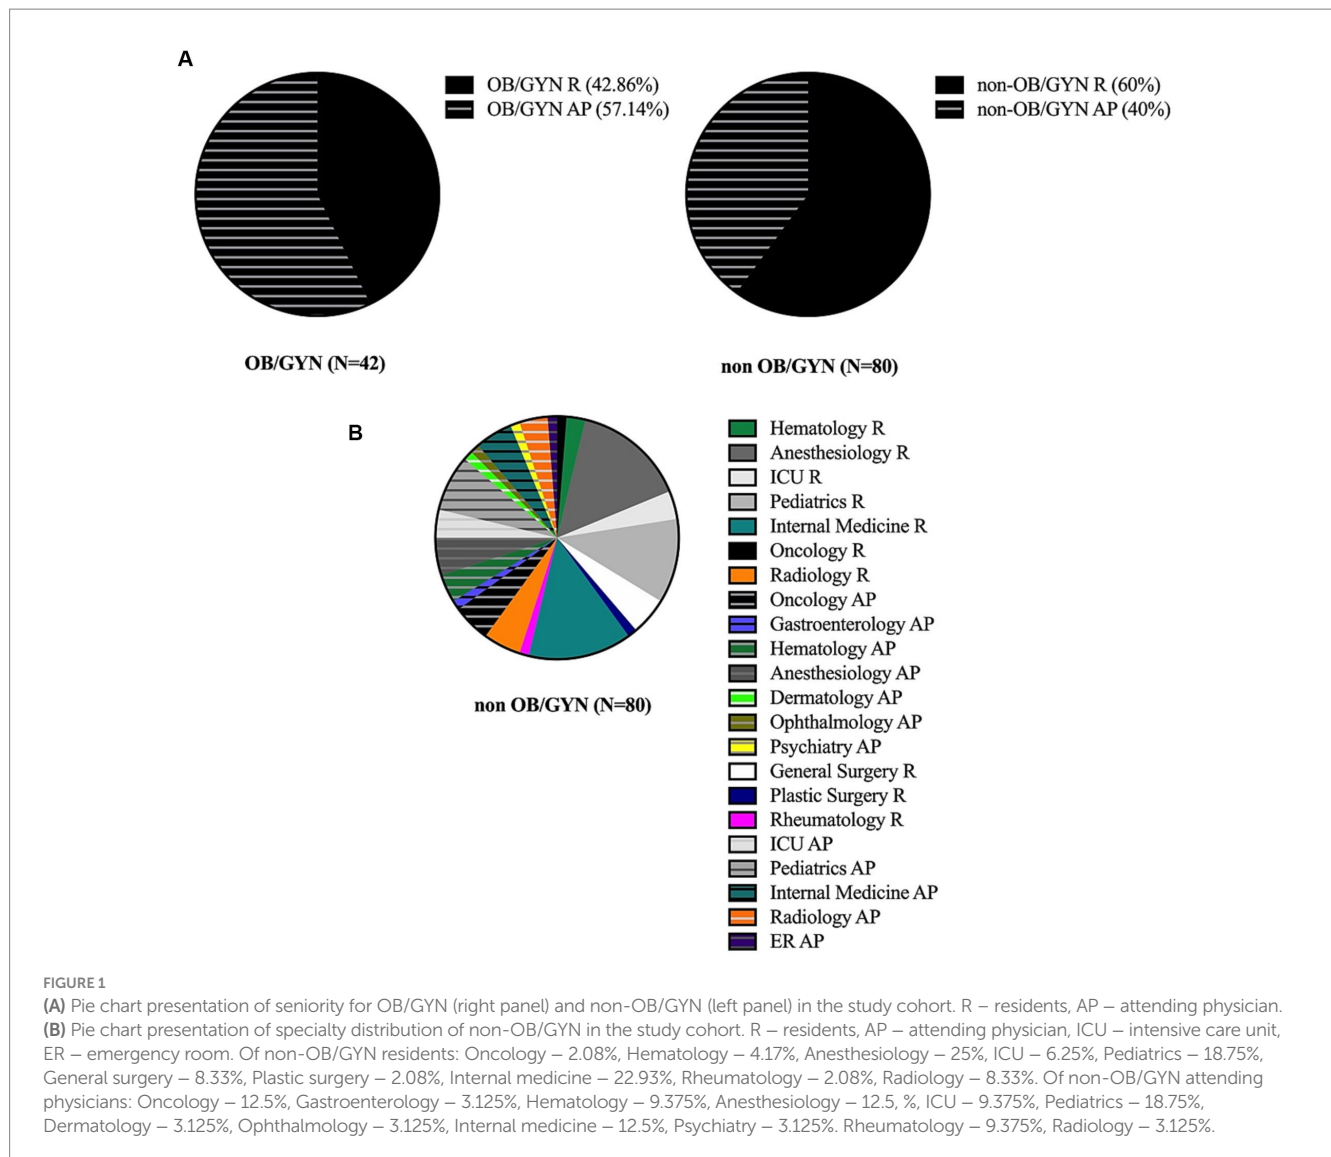 A
OB/GYN R (42.86%)
OB/GYN AP (57.14%)
OB/GYN (N=42)
non-OB/GYN R (60%)
non-OB/GYN AP (40%)
non OB/GYN (N=80)
B
non OB/GYN (N=80)
Hematology R
Anesthesiology R
ICU R
Pediatrics R
Internal Medicine R
Oncology R
Radiology R
Oncology AP
Gastroenterology AP
Hematology AP
Anesthesiology AP
Dermatology AP
Ophthalmology AP
Psychiatry AP
General Surgery R
Plastic Surgery R
Rheumatology R
ICU AP
Pediatrics AP
Internal Medicine AP
Radiology AP
ER AP
FIGURE 1
(A) Pie chart presentation of seniority for OB/GYN (right panel) and non-OB/GYN (left panel) in the study cohort. R – residents, AP – attending physician.
(B) Pie chart presentation of specialty distribution of non-OB/GYN in the study cohort. R – residents, AP – attending physician, ICU – intensive care unit,
ER – emergency room. Of non-OB/GYN residents: Oncology – 2.08%, Hematology – 4.17%, Anesthesiology – 25%, ICU – 6.25%, Pediatrics – 18.75%,
General surgery – 8.33%, Plastic surgery – 2.08%, Internal medicine – 22.93%, Rheumatology – 2.08%, Radiology – 8.33%. Of non-OB/GYN attending
physicians: Oncology – 12.5%, Gastroenterology – 3.125%, Hematology – 9.375%, Anesthesiology – 12.5, %, ICU – 9.375%, Pediatrics – 18.75%,
Dermatology – 3.125%, Ophthalmology – 3.125%, Internal medicine – 12.5%, Psychiatry – 3.125%. Rheumatology – 9.375%, Radiology – 3.125%.